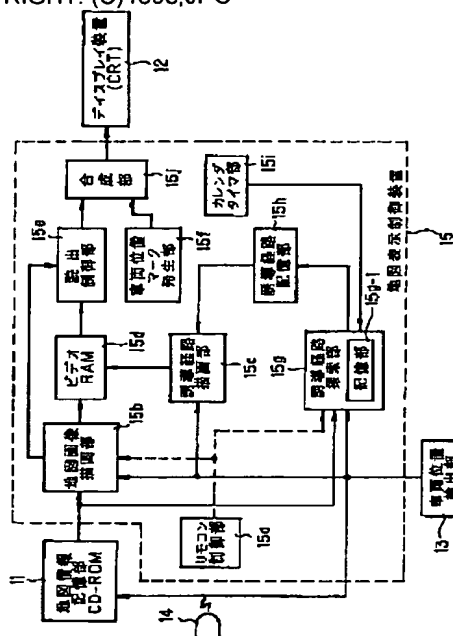 RIGHT: (C)1996,JPO
ディスプレイ装置
(CRT)
12
合成部
15j
読出
制御部
15e
車両位置
マーク
発生部
15f
カレンダ
タイマ部
15i
誘導経路
記憶部
15h
地図表示制御装置
15
ビデオ
RAM
15d
誘導経路
描画部
15c
誘導経路
探索部
15g
記憶部
15g-1
地図画像
描画部
15b
リモコン
制御部
15a
地図情報
記憶部
CD-ROM
11
14
車両位置
13